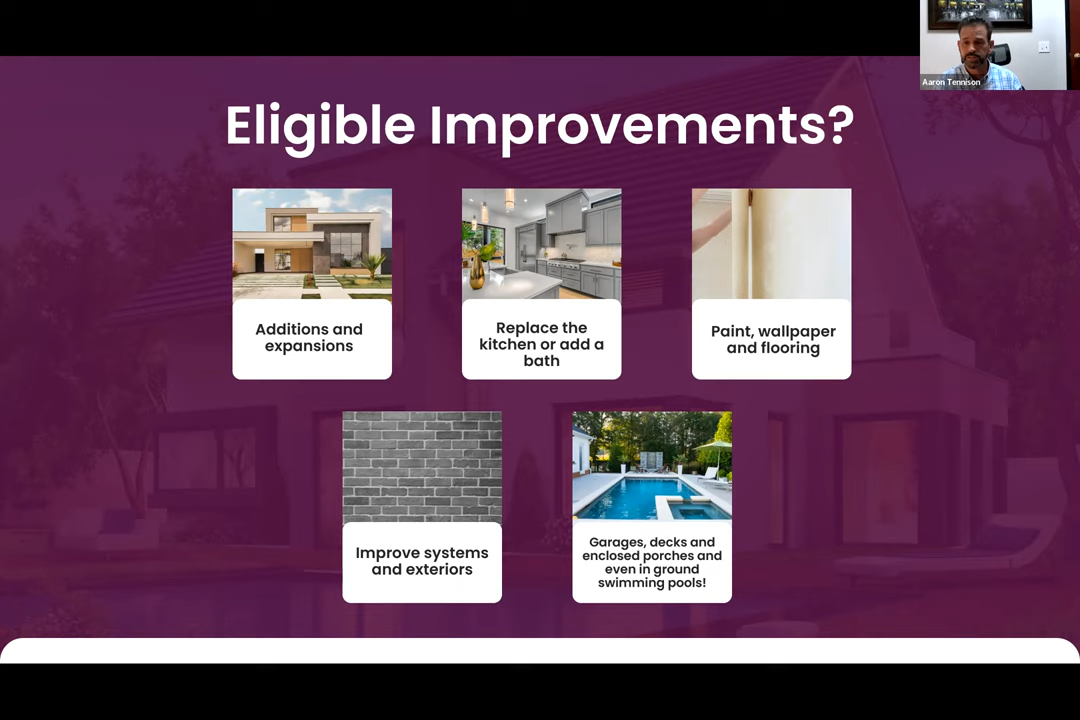 Aaron Tennison
Eligible Improvements?
Additions and
expansions
Replace the
kitchen or add a
bath
Paint, wallpaper
and flooring
Improve systems
and exteriors
Garages, decks and
enclosed porches and
even in ground
swimming pools!